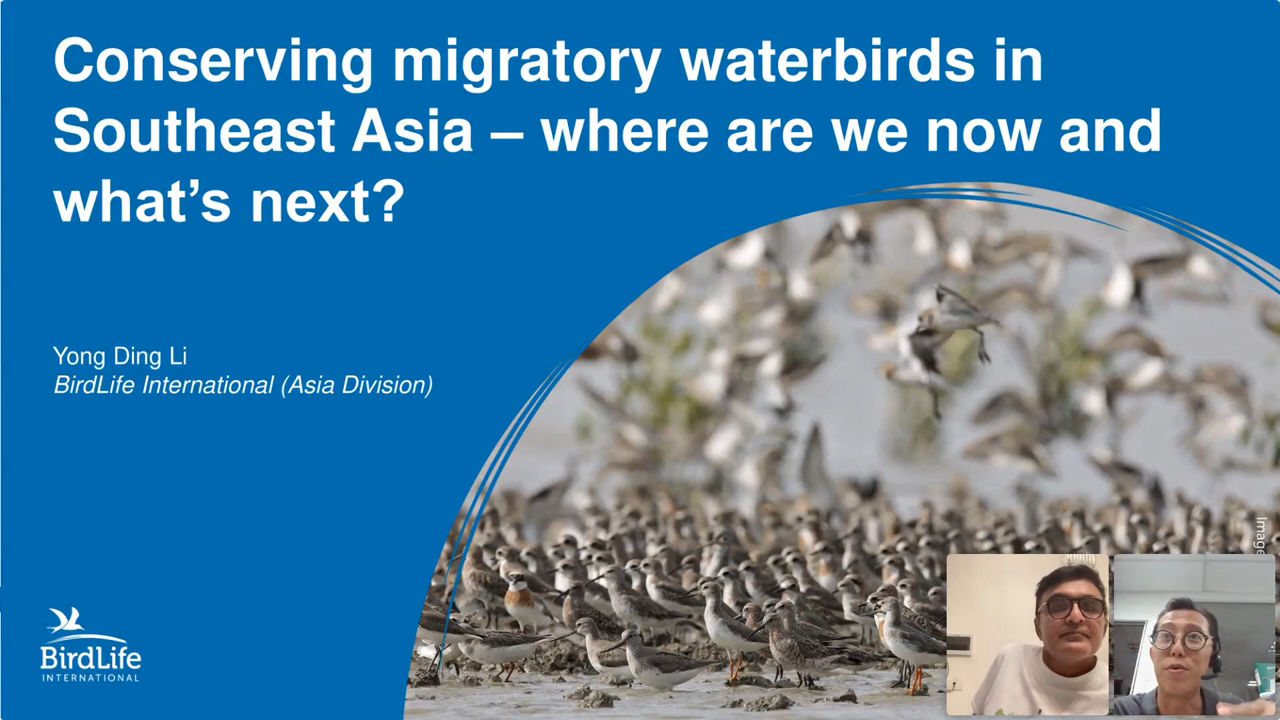 Conserving migratory waterbirds in
Southeast Asia – where are we now and
what's next?
Yong Ding Li
BirdLife International (Asia Division)
BirdLife
INTERNATIONAL
Image